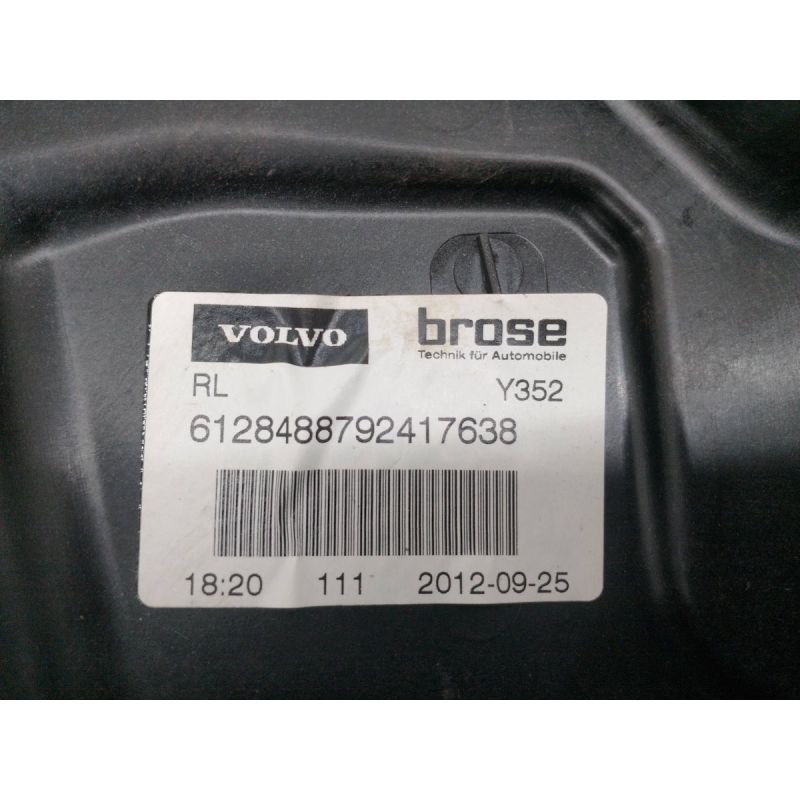 VOLVO brose
Technik für Automobile
RL Y352
6128488792417638
18:20 111 2012-09-25